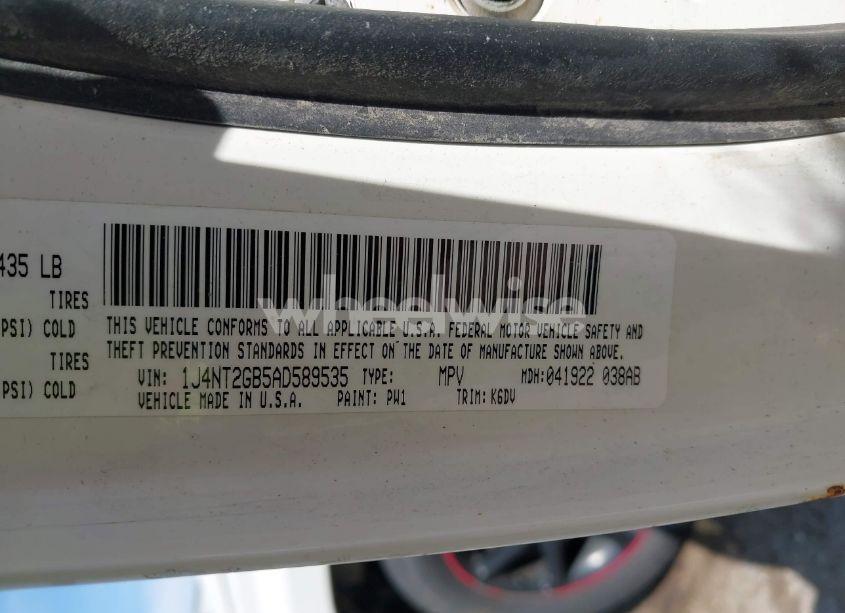 435 LB
TIRES
PSI) COLD
TIRES
PSI) COLD
wheelwise
THIS VEHICLE CONFORMS TO ALL APPLICABLE U.S.A. FEDERAL MOTOR VEHICLE SAFETY AND
THEFT PREVENTION STANDARDS IN EFFECT ON THE DATE OF MANUFACTURE SHOWN ABOVE.
VIN: 1J4NT2GB5AD589535 TYPE: MPV MDH:041922 038AB
VEHICLE MADE IN U.S.A. PAINT: PW1 TRIM: K6DV